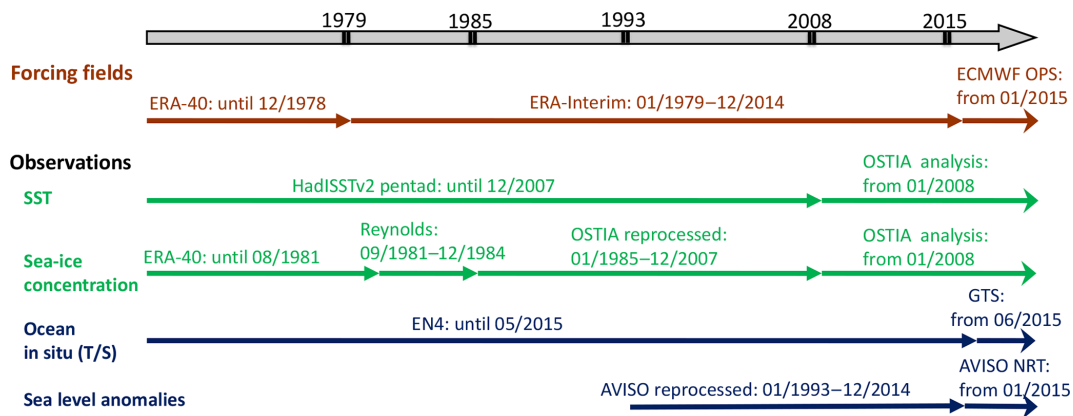 1979 1985 1993 2008 2015
Forcing fields
ERA-40: until 12/1978
ERA-Interim: 01/1979–12/2014
ECMWF OPS:
from 01/2015
Observations
SST
HadISSTv2 pentad: until 12/2007
OSTIA analysis:
from 01/2008
Sea-ice
concentration
ERA-40: until 08/1981
Reynolds:
09/1981–12/1984
OSTIA reprocessed:
01/1985–12/2007
OSTIA analysis:
from 01/2008
Ocean
in situ (T/S)
EN4: until 05/2015
GTS:
from 06/2015
Sea level anomalies
AVISO reprocessed: 01/1993–12/2014
AVISO NRT:
from 01/2015